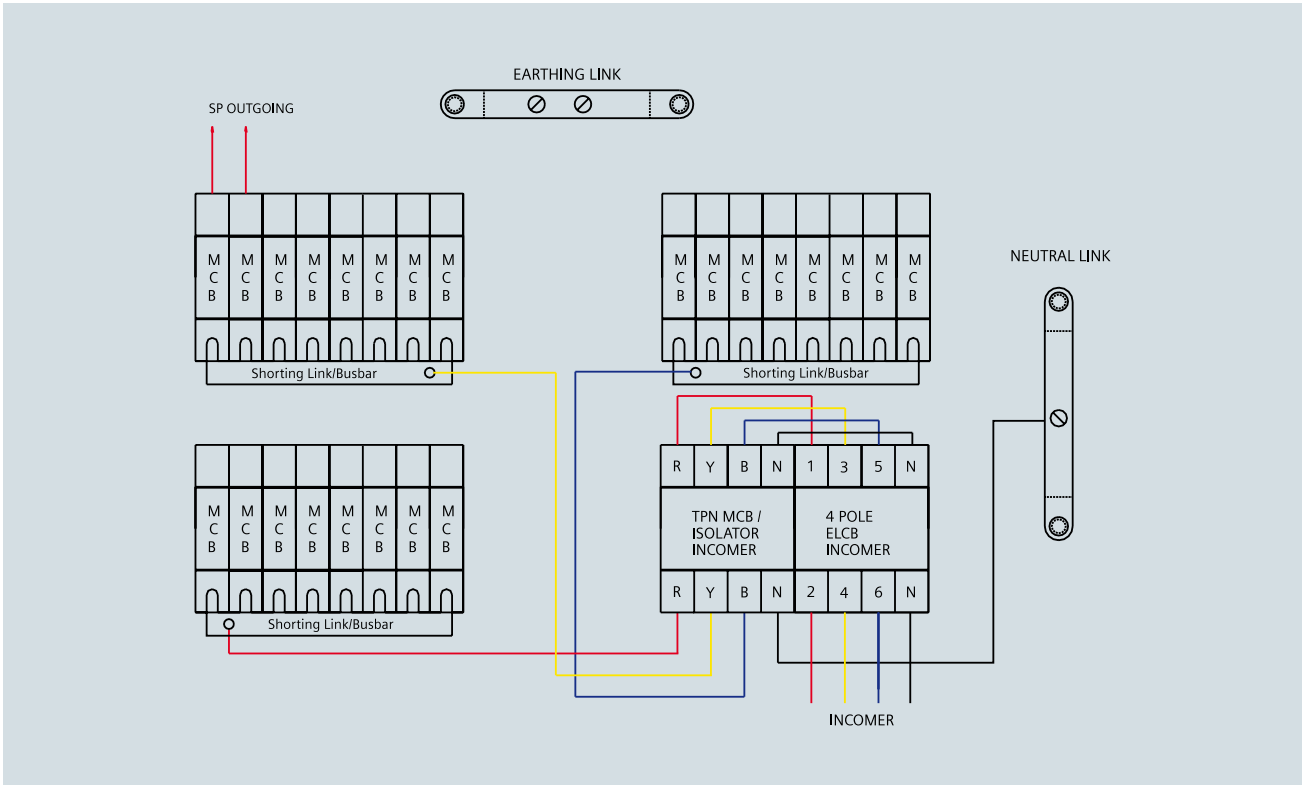 EARTHING LINK
SP OUTGOING
M M M M M M M M
C C C C C C C C
B B B B B B B B
Shorting Link/Busbar
M M M M M M M M
C C C C C C C C
B B B B B B B B
Shorting Link/Busbar
NEUTRAL LINK
M M M M M M M M
C C C C C C C C
B B B B B B B B
Shorting Link/Busbar
R Y B N 1 3 5 N
TPN MCB /
ISOLATOR
INCOMER
4 POLE
ELCB
INCOMER
R Y B N 2 4 6 N
INCOMER